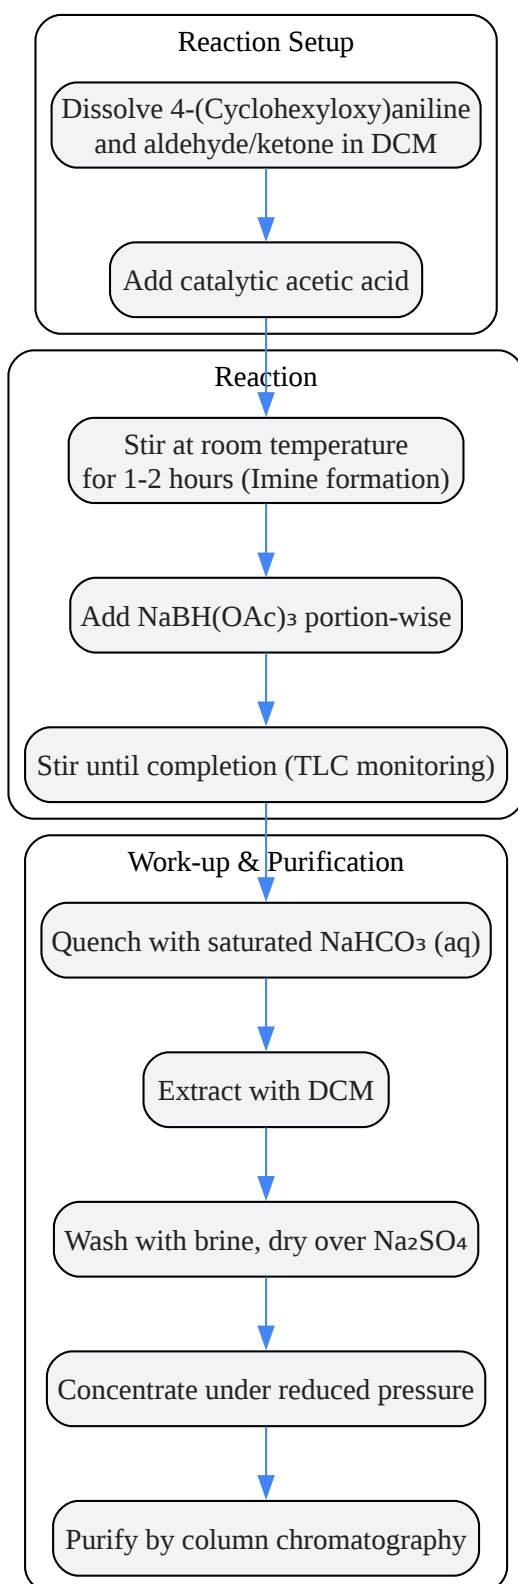 Reaction Setup
Dissolve 4-(Cyclohexyloxy)aniline
and aldehyde/ketone in DCM
Add catalytic acetic acid
Reaction
Stir at room temperature
for 1-2 hours (Imine formation)
Add NaBH(OAc)₃ portion-wise
Stir until completion (TLC monitoring)
Work-up & Purification
Quench with saturated NaHCO₃ (aq)
Extract with DCM
Wash with brine, dry over Na₂SO₄
Concentrate under reduced pressure
Purify by column chromatography